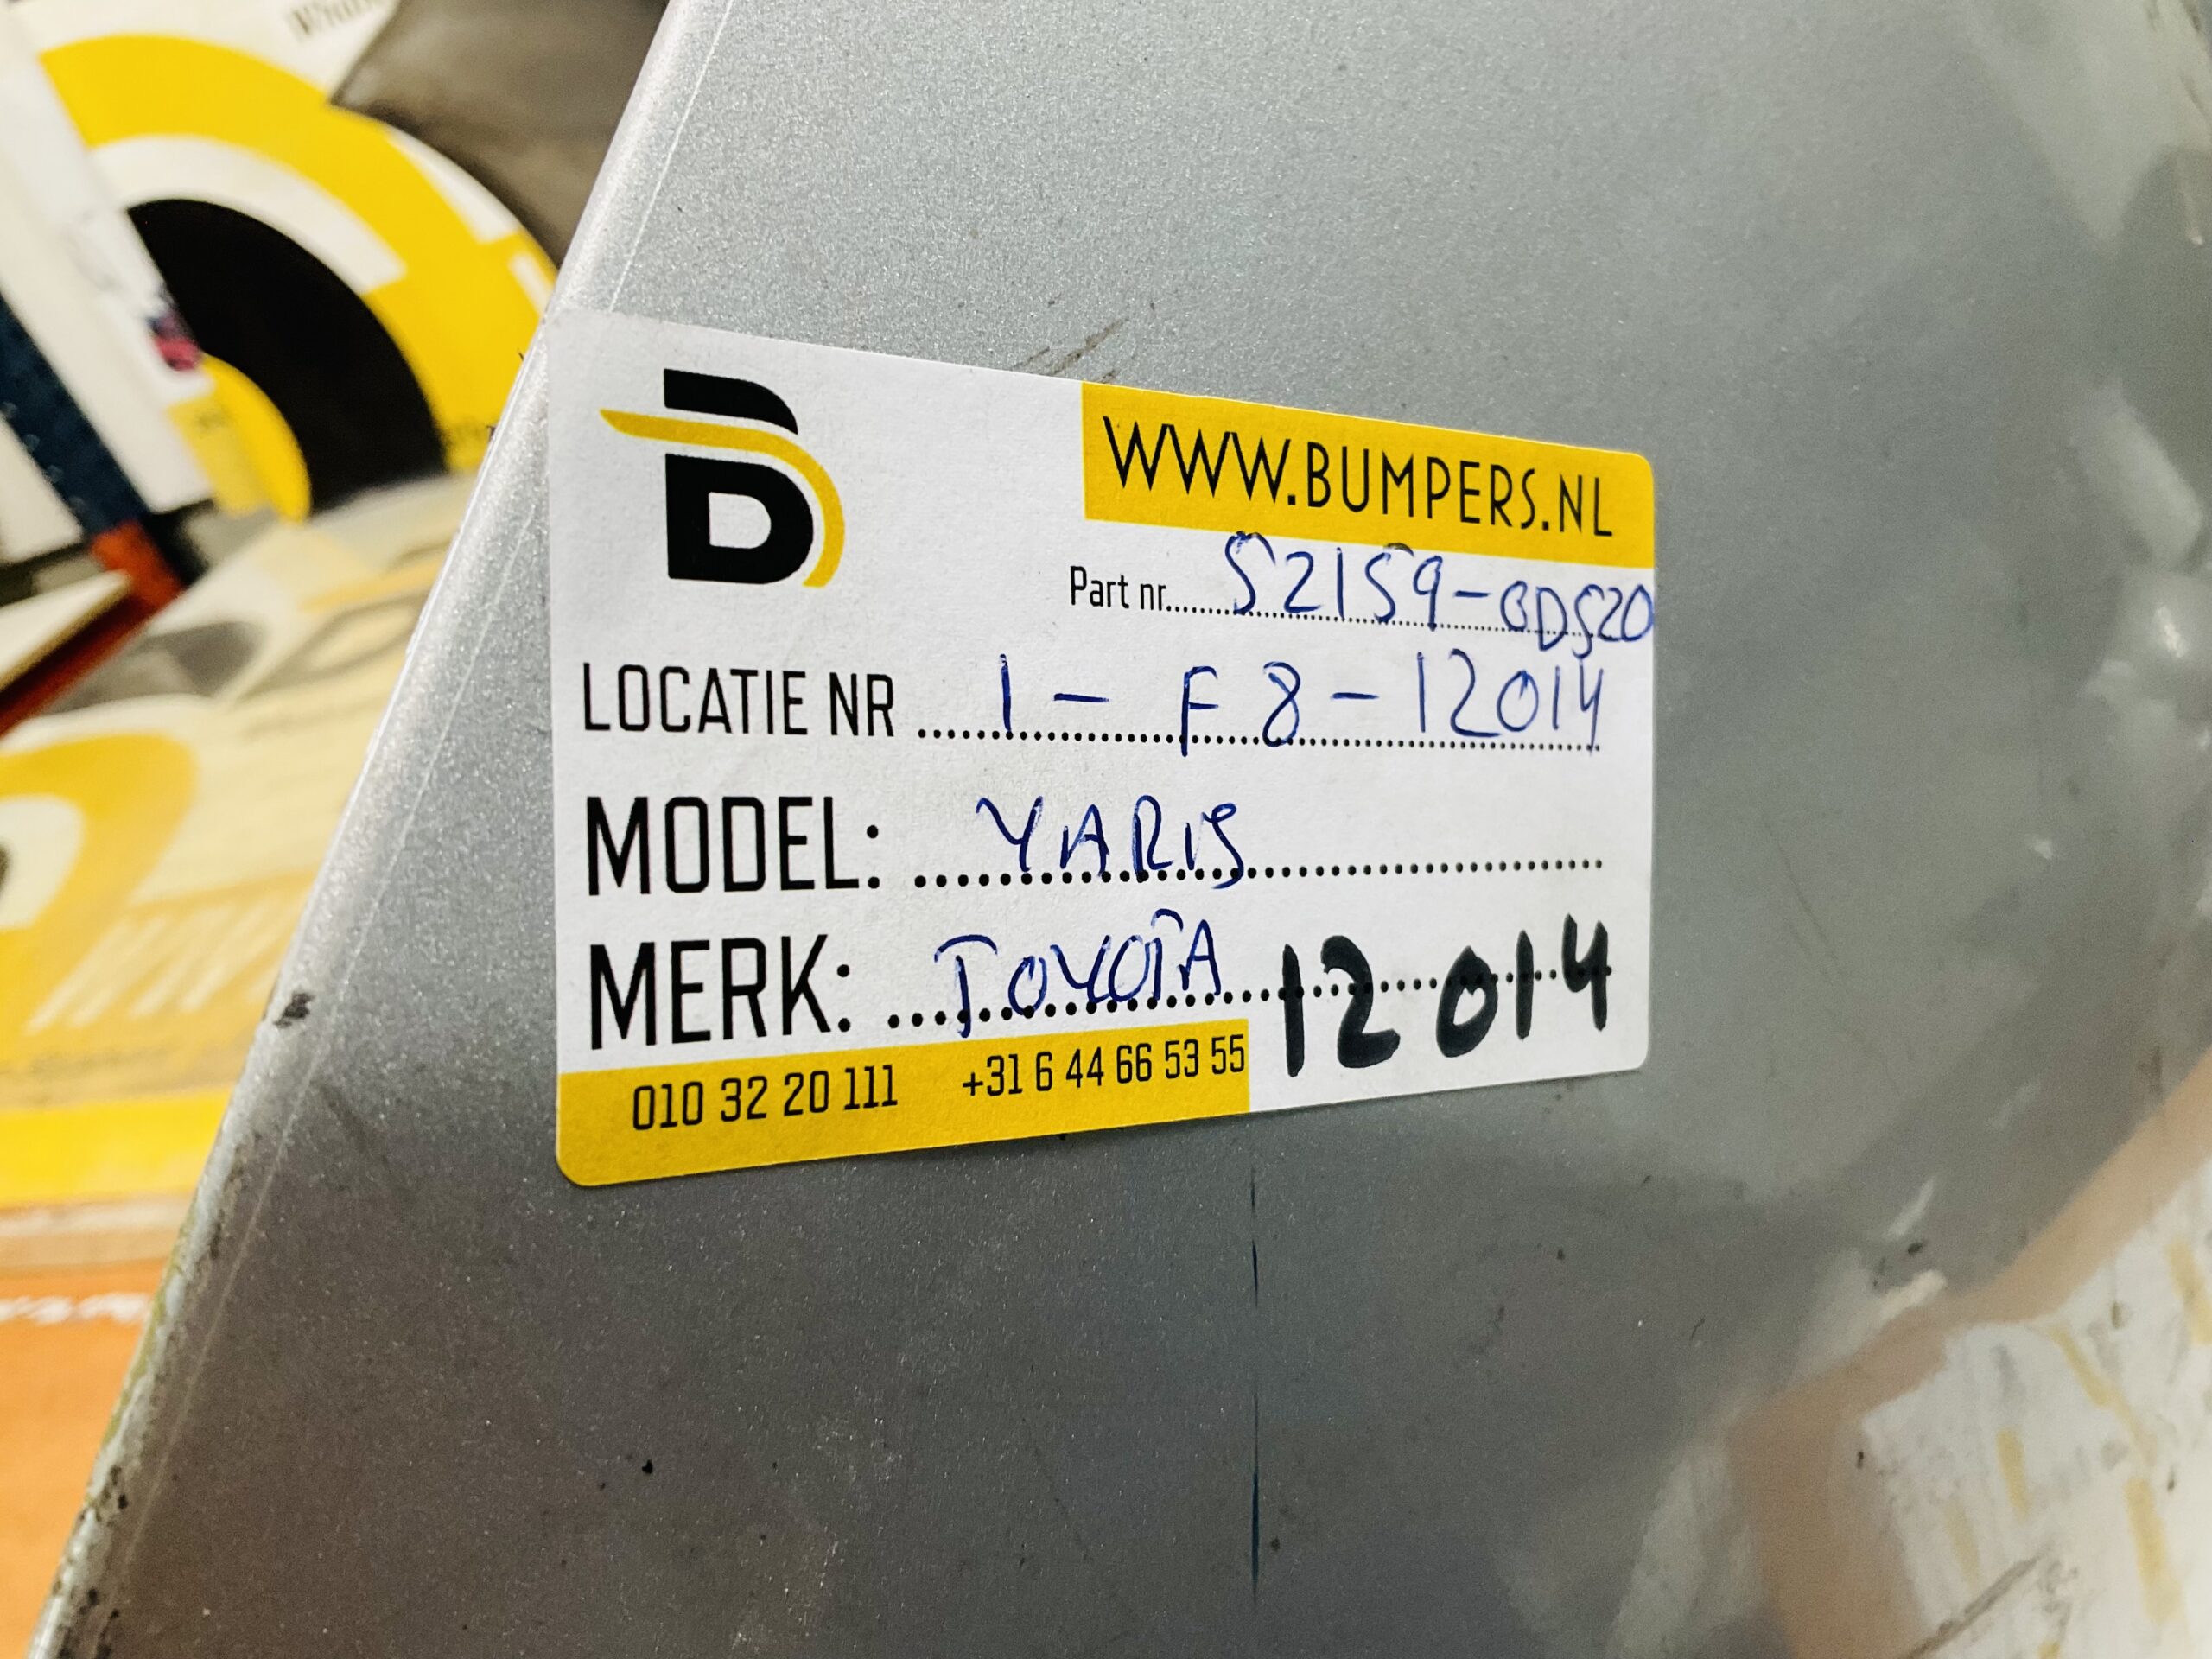 WWW.BUMPERS.NL
Part nr. 52159-0D520
LOCATIE NR 1 - F8 - 12014
MODEL: YARIS
MERK: TOYOTA 12014
010 32 20 111 +31 6 44 66 53 55